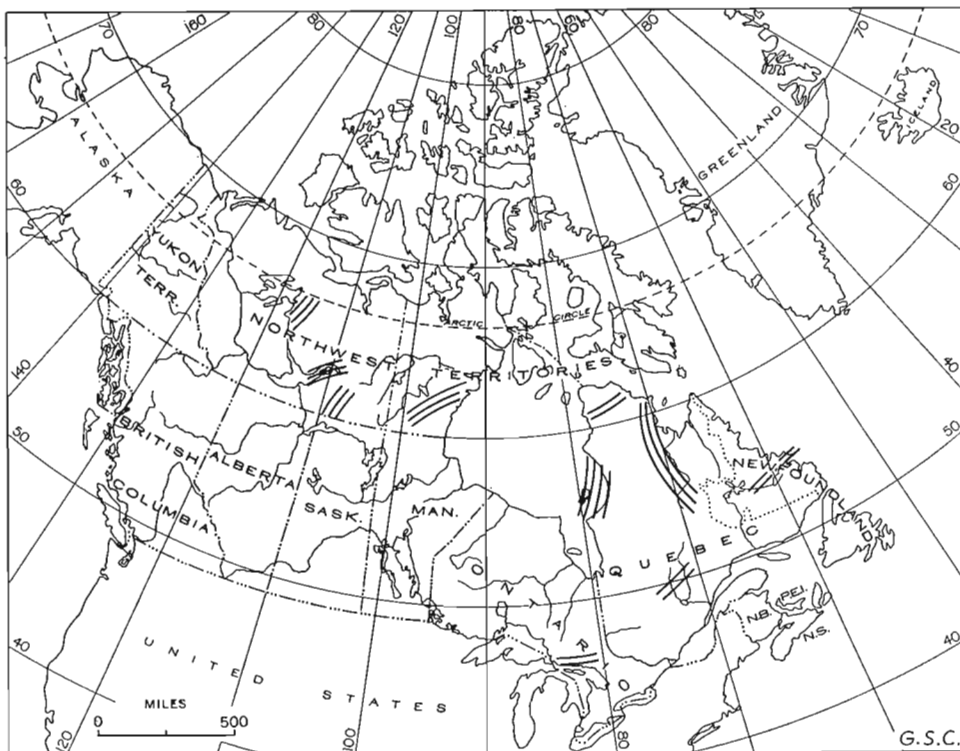 70
160
80
120
100
80
60
80
70
20
60
140
50
40
120
100
80
40
50
40
60
ALASKA
YUKON
TERR.
NORTHWEST TERRITORIES
ARCTIC CIRCLE
GREENLAND
ICELAND
BRITISH
COLUMBIA
ALBERTA
SASK.
MAN.
ONTARIO
QUEBEC
NEWFOUNDLAND
N.B.
P.E.I.
N.S.
UNITED STATES
MILES
0 500
G.S.C.